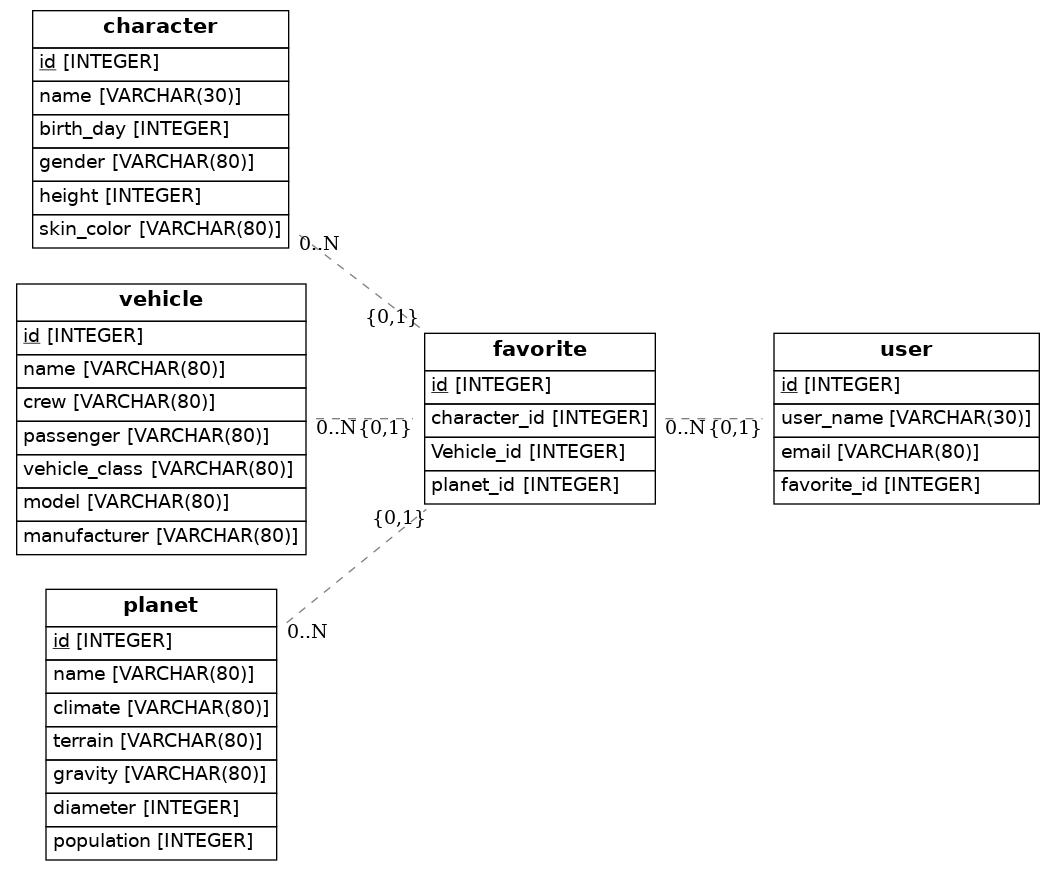 character
id [INTEGER]
name [VARCHAR(30)]
birth_day [INTEGER]
gender [VARCHAR(80)]
height [INTEGER]
skin_color [VARCHAR(80)]
0..N
{0,1}
vehicle
id [INTEGER]
name [VARCHAR(80)]
crew [VARCHAR(80)]
passenger [VARCHAR(80)]
vehicle_class [VARCHAR(80)]
model [VARCHAR(80)]
manufacturer [VARCHAR(80)]
0..N {0,1}
favorite
id [INTEGER]
character_id [INTEGER]
Vehicle_id [INTEGER]
planet_id [INTEGER]
0..N {0,1}
user
id [INTEGER]
user_name [VARCHAR(30)]
email [VARCHAR(80)]
favorite_id [INTEGER]
{0,1}
0..N
planet
id [INTEGER]
name [VARCHAR(80)]
climate [VARCHAR(80)]
terrain [VARCHAR(80)]
gravity [VARCHAR(80)]
diameter [INTEGER]
population [INTEGER]